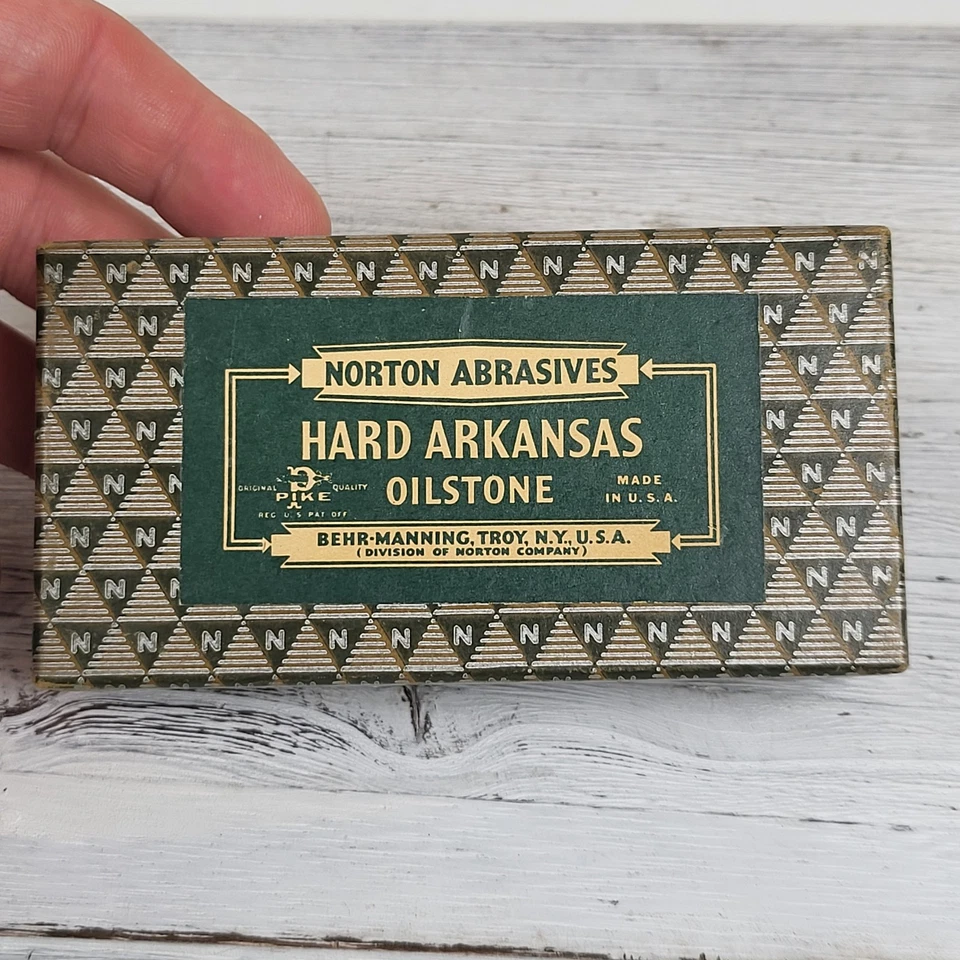 NORTON ABRASIVES
HARD ARKANSAS
OILSTONE
ORIGINAL PIKE QUALITY
REG. U.S. PAT. OFF.
MADE
IN U.S.A.
BEHR-MANNING, TROY, N.Y., U.S.A.
(DIVISION OF NORTON COMPANY)